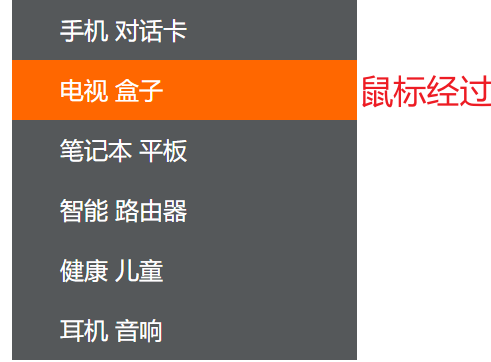 手机 对话卡
电视 盒子
鼠标经过
笔记本 平板
智能 路由器
健康 儿童
耳机 音响